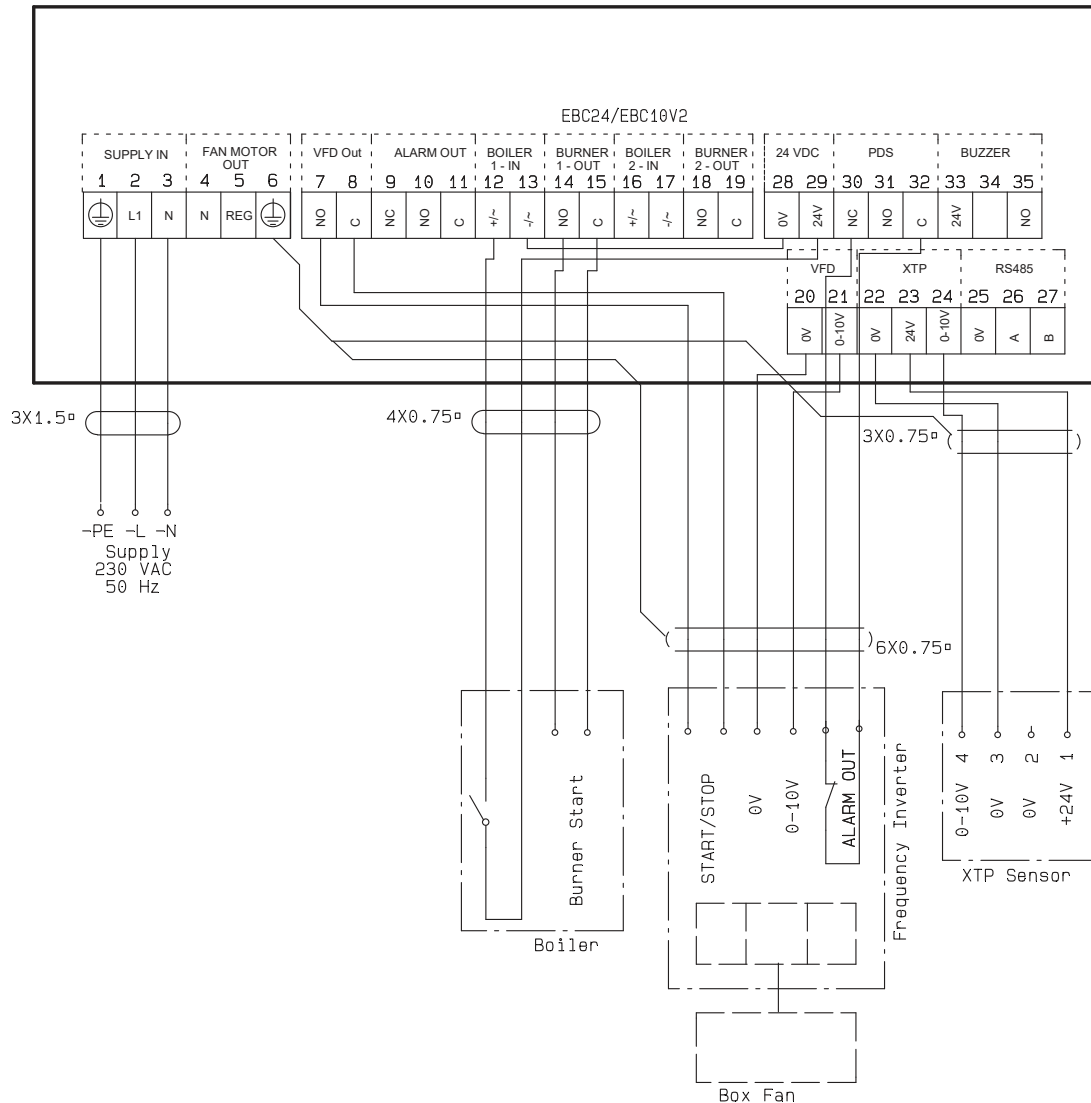 EBC24/EBC10V2
SUPPLY IN
FAN MOTOR
OUT
VFD Out
ALARM OUT
BOILER
1 - IN
BURNER
1 - OUT
BOILER
2 - IN
BURNER
2 - OUT
24 VDC
PDS
BUZZER
1 2 3 4 5 6 7 8 9 10 11 12 13 14 15 16 17 18 19 28 29 30 31 32 33 34 35
L1 N N REG NO C NC NO C +/~ -/~ NO C +/~ -/~ NO C 0V 24V NC NO C 24V NO
VFD
XTP
RS485
20 21 22 23 24 25 26 27
0V 0-10V 0V 24V 0-10V 0V A B
3X1.5▫
4X0.75▫
3X0.75▫
-PE -L -N
Supply
230 VAC
50 Hz
6X0.75▫
Burner Start
Boiler
START/STOP
0V
0-10V
ALARM OUT
Frequency Inverter
Box Fan
0-10V 4
0V 3
0V 2
+24V 1
XTP Sensor